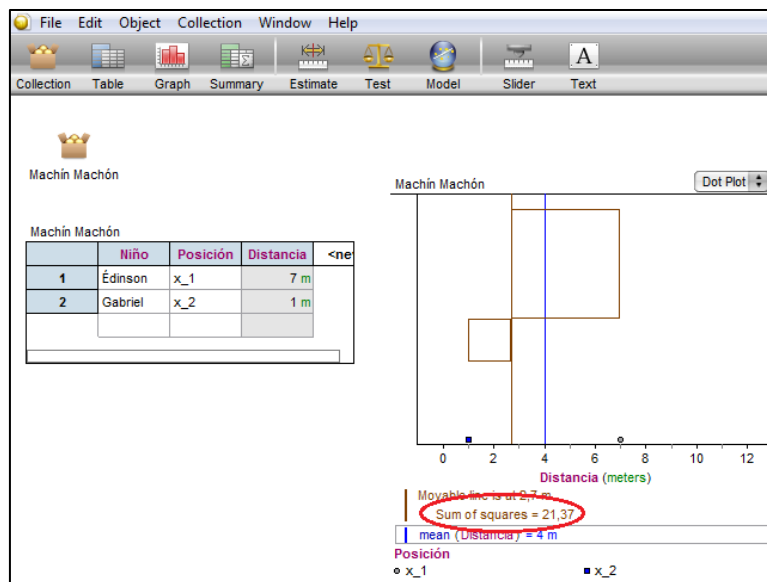 File Edit Object Collection Window Help
Collection Table Graph Summary Estimate Test Model Slider Text
A
Machín Machón
Machín Machón
Niño Posición Distancia <ne
1 Édinson x_1 7 m
2 Gabriel x_2 1 m
Machín Machón
Dot Plot
0 2 4 6 8 10 12
Distancia (meters)
Movable line is at 2,7 m
Sum of squares = 21,37
mean (Distancia) = 4 m
Posición
x_1 x_2